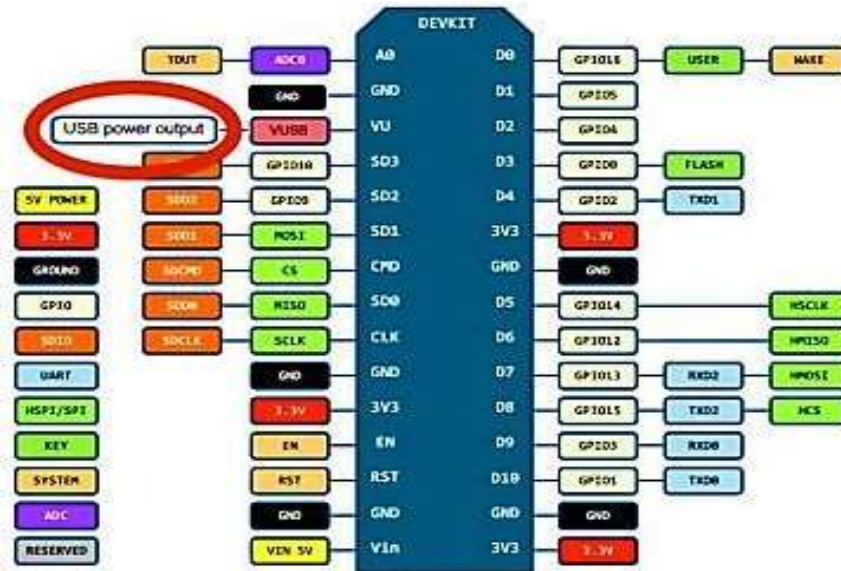 DEVKIT
TOUT ADC0 A0 D0 GPIO16 USER WAKE
GND GND D1 GPIO5
USB power output VUSB VU D2 GPIO4
GPIO10 SD3 D3 GPIO0 FLASH
5V POWER SDD2 GPIO9 SD2 D4 GPIO2 TXD1
3.3V SDD1 MOSI SD1 3V3 3.3V
GROUND SDCMD CS CMD GND GND
GPIO SDD0 MISO SD0 D5 GPIO14 HSCLK
SDIO SDCLK SCLK CLK D6 GPIO12 HMISO
UART GND GND D7 GPIO13 RXD2 HMOSI
HSPI/SPI 3.3V 3V3 D8 GPIO15 TXD2 HCS
KEY EN EN D9 GPIO3 RXD0
SYSTEM RST RST D10 GPIO1 TXD0
ADC GND GND GND GND
RESERVED VIN 5V Vin 3V3 3.3V